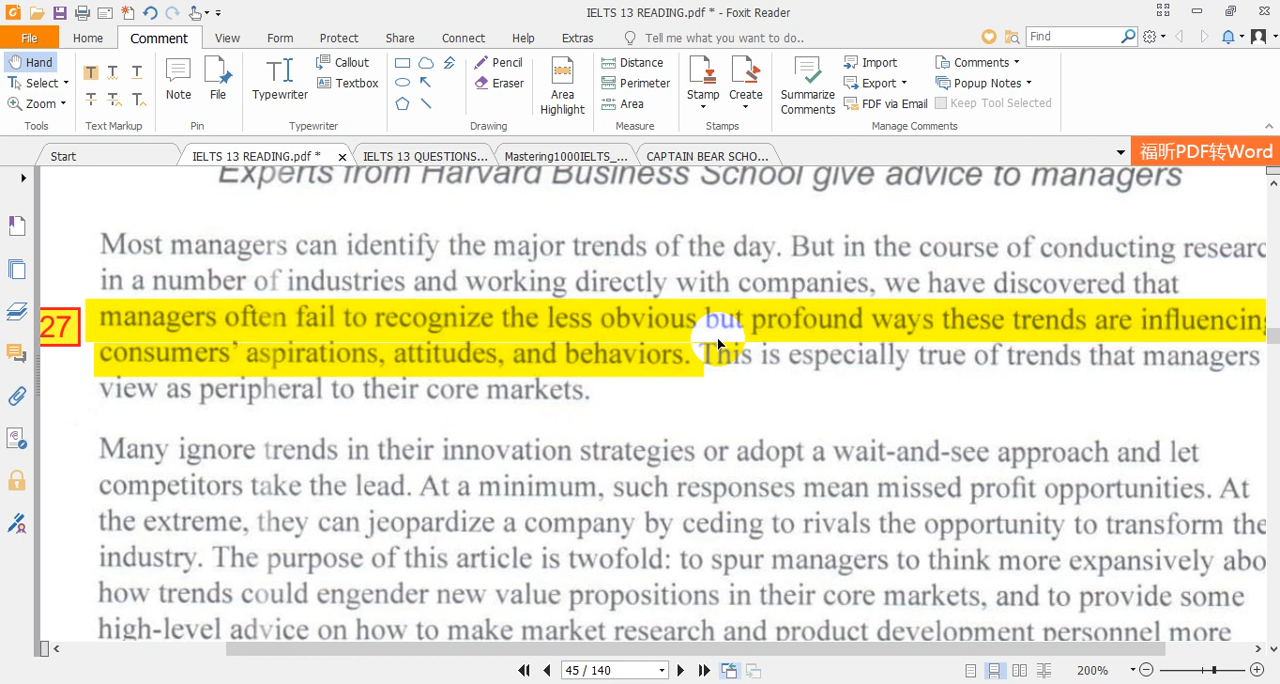 IELTS 13 READING.pdf * - Foxit Reader
File Home Comment View Form Protect Share Connect Help Extras Tell me what you want to do.. Find
Hand
Select
Zoom
Tools
Text Markup
Note
File
Pin
Typewriter
Callout
Textbox
Typewriter
Pencil
Eraser
Drawing
Area
Highlight
Distance
Perimeter
Area
Measure
Stamp
Create
Stamps
Summarize
Comments
Import
Export
FDF via Email
Comments
Popup Notes
Keep Tool Selected
Manage Comments
Start
IELTS 13 READING.pdf *
IELTS 13 QUESTIONS...
Mastering1000IELTS_...
CAPTAIN BEAR SCHO...
福昕PDF转Word
Experts from Harvard Business School give advice to managers
Most managers can identify the major trends of the day. But in the course of conducting researc
in a number of industries and working directly with companies, we have discovered that
27
managers often fail to recognize the less obvious but profound ways these trends are influencing
consumers' aspirations, attitudes, and behaviors. This is especially true of trends that managers
view as peripheral to their core markets.
Many ignore trends in their innovation strategies or adopt a wait-and-see approach and let
competitors take the lead. At a minimum, such responses mean missed profit opportunities. At
the extreme, they can jeopardize a company by ceding to rivals the opportunity to transform the
industry. The purpose of this article is twofold: to spur managers to think more expansively abo
how trends could engender new value propositions in their core markets, and to provide some
high-level advice on how to make market research and product development personnel more
45 / 140
200%